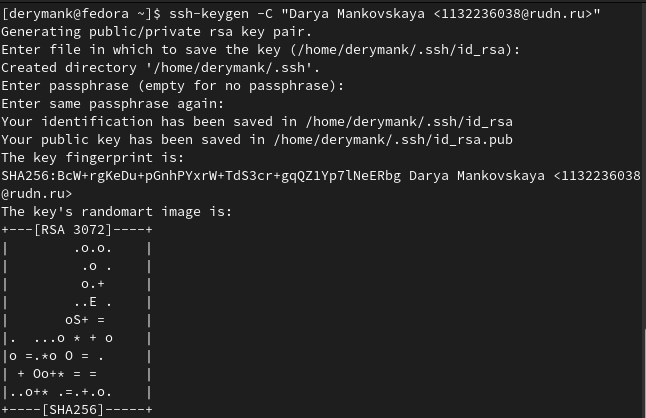 [derymank@fedora ~]$ ssh-keygen -C "Darya Mankovskaya <1132236038@rudn.ru>"
Generating public/private rsa key pair.
Enter file in which to save the key (/home/derymank/.ssh/id_rsa):
Created directory '/home/derymank/.ssh'.
Enter passphrase (empty for no passphrase):
Enter same passphrase again:
Your identification has been saved in /home/derymank/.ssh/id_rsa
Your public key has been saved in /home/derymank/.ssh/id_rsa.pub
The key fingerprint is:
SHA256:BcW+rgKeDu+pGnhPYxrW+TdS3cr+gqQZ1Yp7lNeERbg Darya Mankovskaya <1132236038
@rudn.ru>
The key's randomart image is:
+---[RSA 3072]----+
|        .o.o.    |
|         .o .    |
|         o.+     |
|        ..E .    |
|       oS+ =     |
|.  ...o * + o    |
|o =.*o O = .     |
| + Oo+* = =      |
|..o+* .=.+.o.    |
+----[SHA256]-----+